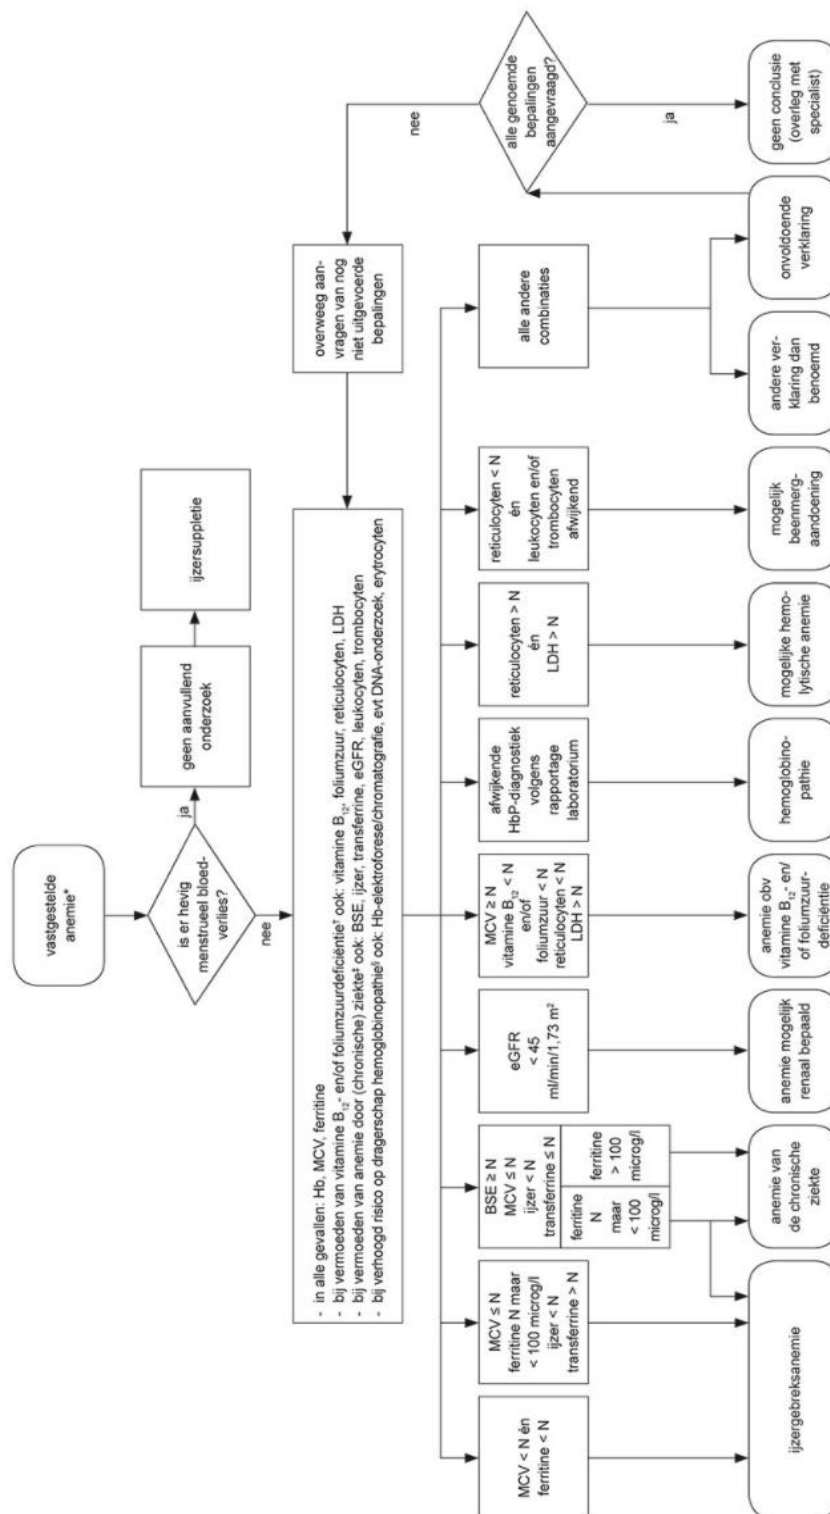 vastgestelde
anemie*
is er hevig
menstrueel bloed-
verlies?
ja
geen aanvullend
onderzoek
ijzersuppletie
nee
- in alle gevallen: Hb, MCV, ferritine
- bij vermoeden van vitamine B12- en/of foliumzuurdeficiëntie† ook: vitamine B12, foliumzuur, reticulocyten, LDH
- bij vermoeden van anemie door (chronische) ziekte‡ ook: BSE, ijzer, transferrine, eGFR, leukocyten, trombocyten
- bij verhoogd risico op dragerschap hemoglobinopathie§ ook: Hb-elektroforese/chromatografie, evt DNA-onderzoek, erytrocyten
overweeg aan-
vragen van nog
niet uitgevoerde
bepalingen
nee
alle genoemde
bepalingen
aangevraagd?
ja
MCV < N én
ferritine < N
MCV ≤ N
ferritine N maar
< 100 microg/l
ijzer < N
transferrine > N
BSE ≥ N
MCV ≤ N
ijzer < N
transferrine ≤ N
ferritine
N
maar
< 100
microg/l
ferritine
> 100
microg/l
eGFR
< 45
ml/min/1,73 m²
MCV ≥ N
vitamine B12 < N
en/of
foliumzuur < N
reticulocyten < N
LDH > N
afwijkende
HbP-diagnostiek
volgens
rapportage
laboratorium
reticulocyten > N
én
LDH > N
reticulocyten < N
én
leukocyten en/of
trombocyten
afwijkend
alle andere
combinaties
ijzergebreksanemie
anemie van
de chronische
ziekte
anemie mogelijk
renaal bepaald
anemie obv
vitamine B12- en/
of foliumzuur-
deficiëntie
hemoglobino-
pathie
mogelijke hemo-
lytische anemie
mogelijk
beenmerg-
aandoening
andere ver-
klaring dan
benoemd
onvoldoende
verklaring
geen conclusie
(overleg met
specialist)